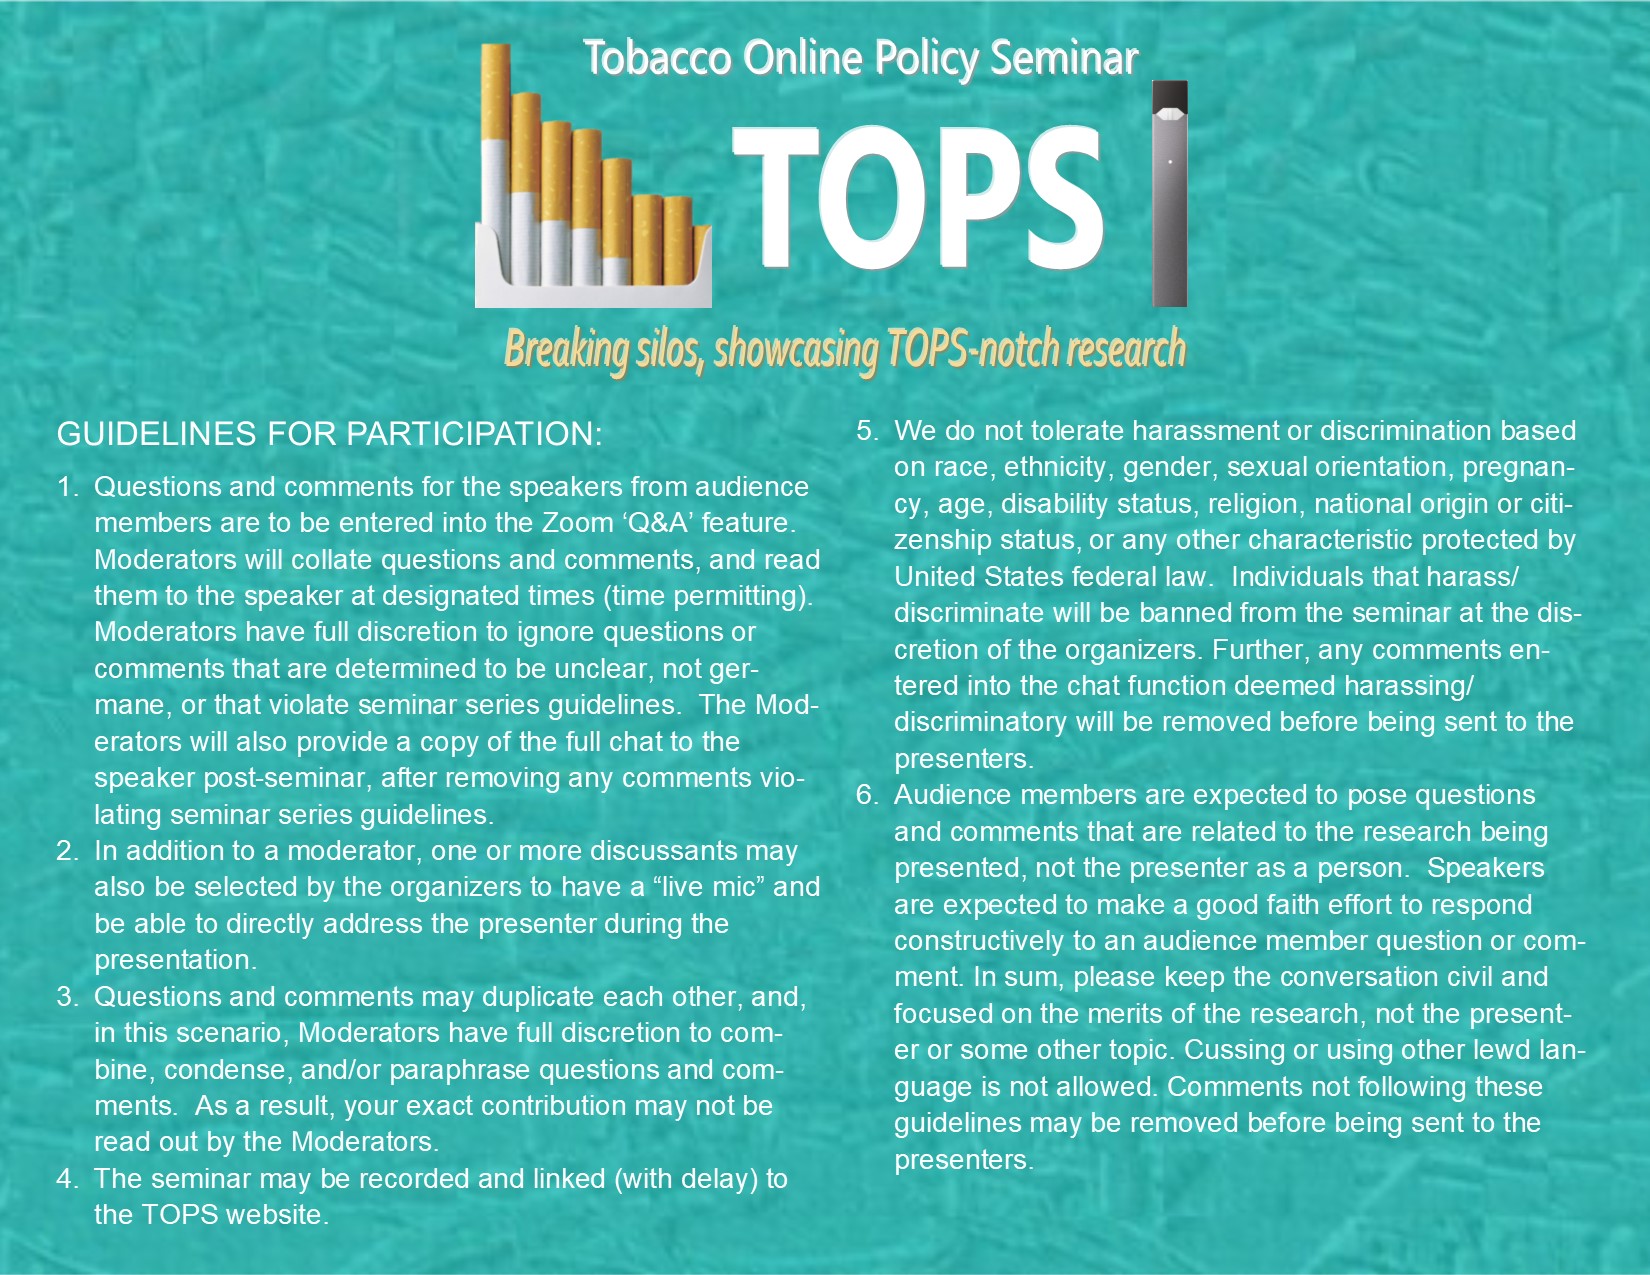 Tobacco Online Policy Seminar
TOPS
Breaking silos, showcasing TOPS-notch research
GUIDELINES FOR PARTICIPATION:
1. Questions and comments for the speakers from audience
members are to be entered into the Zoom ‘Q&A’ feature.
Moderators will collate questions and comments, and read
them to the speaker at designated times (time permitting).
Moderators have full discretion to ignore questions or
comments that are determined to be unclear, not ger-
mane, or that violate seminar series guidelines.  The Mod-
erators will also provide a copy of the full chat to the
speaker post-seminar, after removing any comments vio-
lating seminar series guidelines.
2. In addition to a moderator, one or more discussants may
also be selected by the organizers to have a “live mic” and
be able to directly address the presenter during the
presentation.
3. Questions and comments may duplicate each other, and,
in this scenario, Moderators have full discretion to com-
bine, condense, and/or paraphrase questions and com-
ments.  As a result, your exact contribution may not be
read out by the Moderators.
4. The seminar may be recorded and linked (with delay) to
the TOPS website.
5. We do not tolerate harassment or discrimination based
on race, ethnicity, gender, sexual orientation, pregnan-
cy, age, disability status, religion, national origin or citi-
zenship status, or any other characteristic protected by
United States federal law.  Individuals that harass/
discriminate will be banned from the seminar at the dis-
cretion of the organizers. Further, any comments en-
tered into the chat function deemed harassing/
discriminatory will be removed before being sent to the
presenters.
6. Audience members are expected to pose questions
and comments that are related to the research being
presented, not the presenter as a person.  Speakers
are expected to make a good faith effort to respond
constructively to an audience member question or com-
ment. In sum, please keep the conversation civil and
focused on the merits of the research, not the present-
er or some other topic. Cussing or using other lewd lan-
guage is not allowed. Comments not following these
guidelines may be removed before being sent to the
presenters.